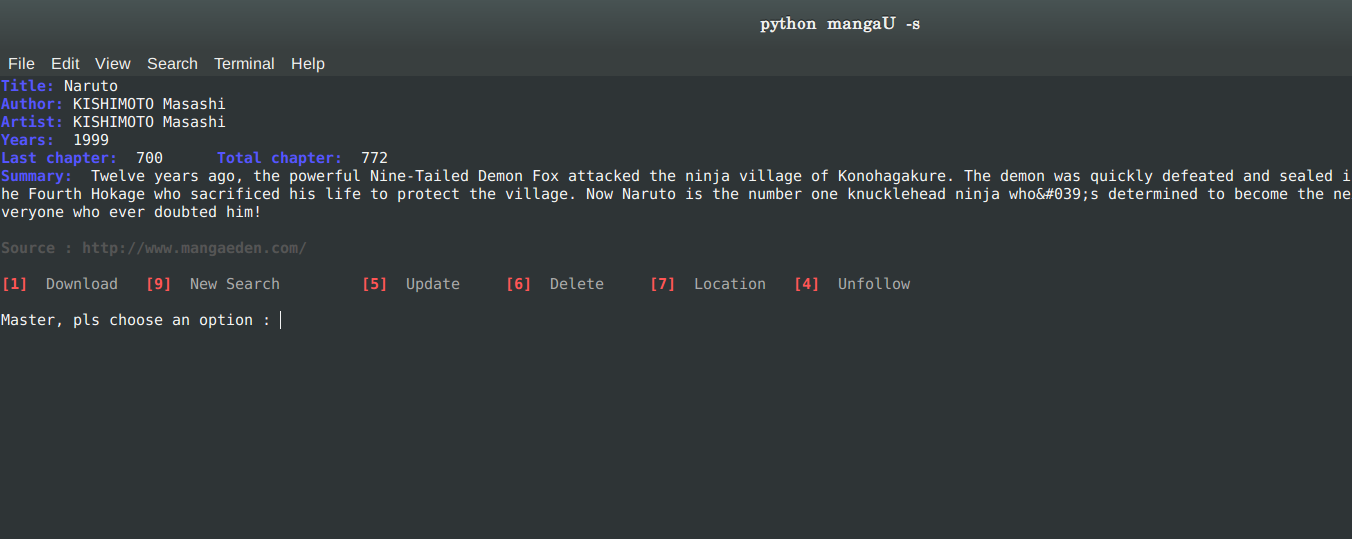 python mangaU -s
File Edit View Search Terminal Help
Title: Naruto
Author: KISHIMOTO Masashi
Artist: KISHIMOTO Masashi
Years: 1999
Last chapter: 700 Total chapter: 772
Summary: Twelve years ago, the powerful Nine-Tailed Demon Fox attacked the ninja village of Konohagakure. The demon was quickly defeated and sealed i
he Fourth Hokage who sacrificed his life to protect the village. Now Naruto is the number one knucklehead ninja who&#039;s determined to become the ne
veryone who ever doubted him!
Source : http://www.mangaeden.com/
[1] Download [9] New Search [5] Update [6] Delete [7] Location [4] Unfollow
Master, pls choose an option :